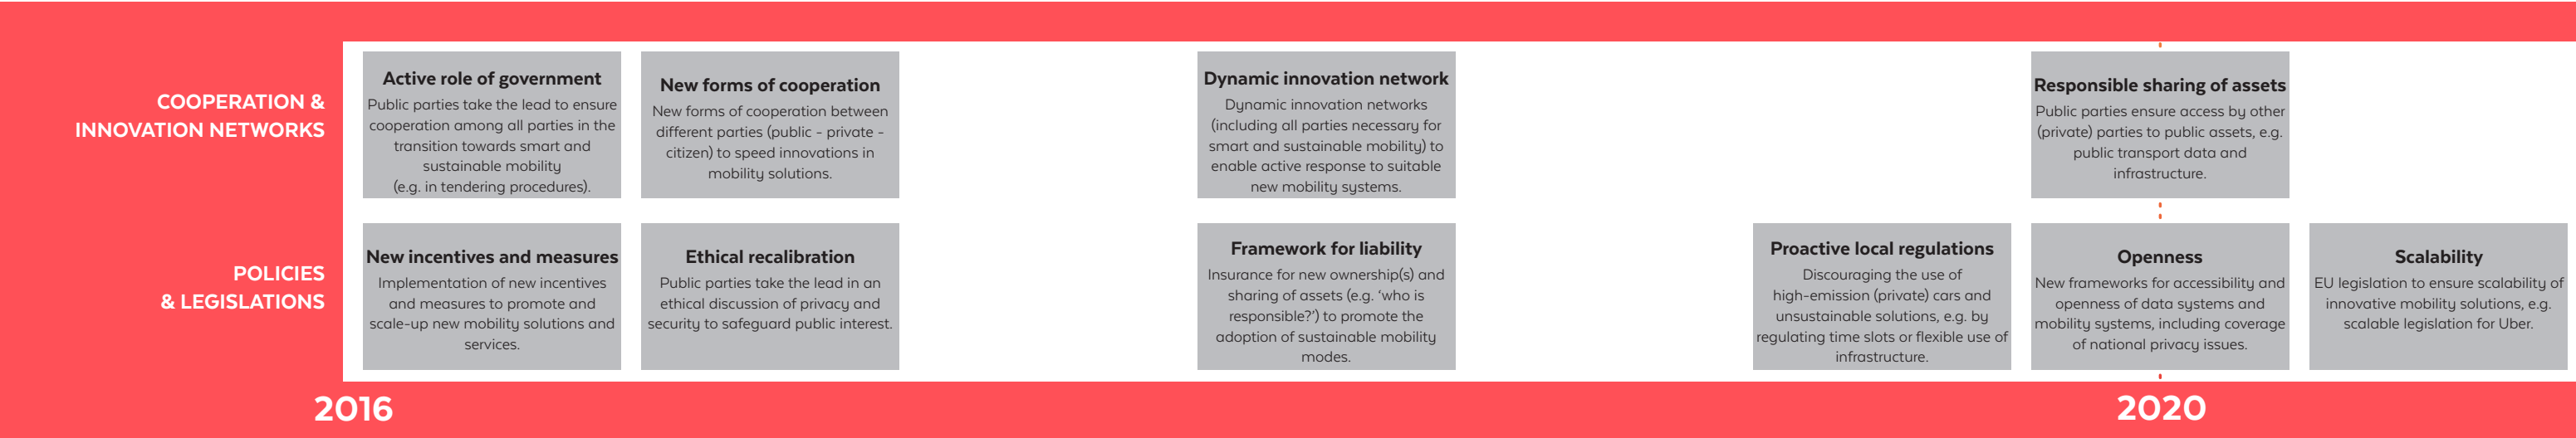 COOPERATION &
INNOVATION NETWORKS
Active role of government
Public parties take the lead to ensure
cooperation among all parties in the
transition towards smart and
sustainable mobility
(e.g. in tendering procedures).
New forms of cooperation
New forms of cooperation between
different parties (public - private -
citizen) to speed innovations in
mobility solutions.
Dynamic innovation network
Dynamic innovation networks
(including all parties necessary for
smart and sustainable mobility) to
enable active response to suitable
new mobility systems.
Responsible sharing of assets
Public parties ensure access by other
(private) parties to public assets, e.g.
public transport data and
infrastructure.
POLICIES
& LEGISLATIONS
New incentives and measures
Implementation of new incentives
and measures to promote and
scale-up new mobility solutions and
services.
Ethical recalibration
Public parties take the lead in an
ethical discussion of privacy and
security to safeguard public interest.
Framework for liability
Insurance for new ownership(s) and
sharing of assets (e.g. ‘who is
responsible?’) to promote the
adoption of sustainable mobility
modes.
Proactive local regulations
Discouraging the use of
high-emission (private) cars and
unsustainable solutions, e.g. by
regulating time slots or flexible use of
infrastructure.
Openness
New frameworks for accessibility and
openness of data systems and
mobility systems, including coverage
of national privacy issues.
Scalability
EU legislation to ensure scalability of
innovative mobility solutions, e.g.
scalable legislation for Uber.
2016
2020